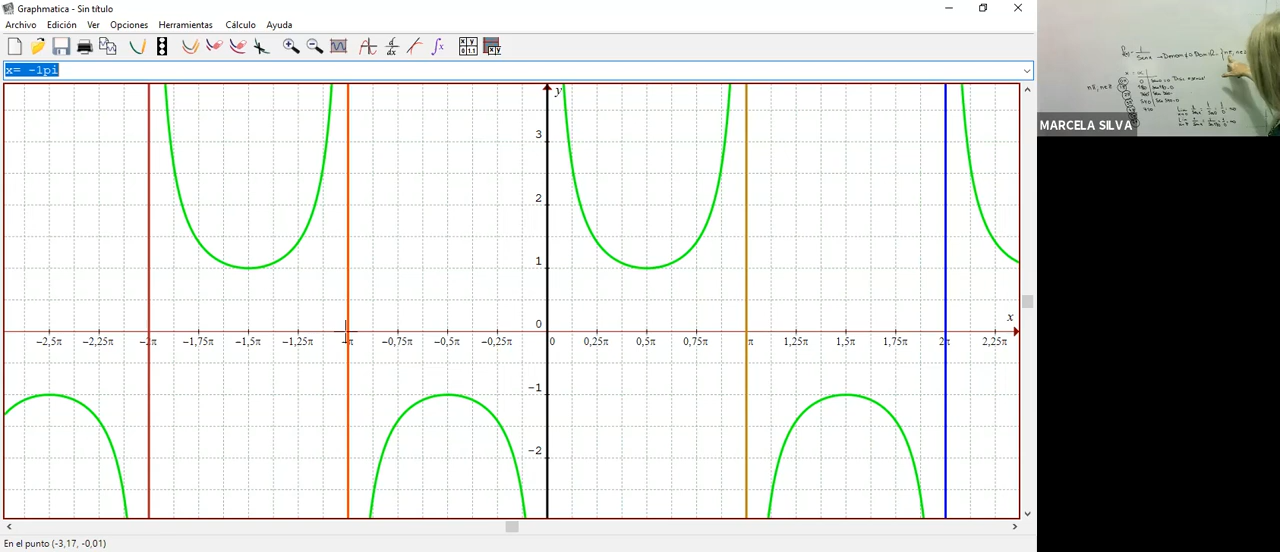 Graphmatica - Sin título
Archivo Edición Ver Opciones Herramientas Cálculo Ayuda
x= -1pi
y
3
2
1
0
x
−2,5π −2,25π −2π −1,75π −1,5π −1,25π −π −0,75π −0,5π −0,25π 0 0,25π 0,5π 0,75π π 1,25π 1,5π 2π 2,25π
−1
−2
En el punto (-3,17, -0,01)
MARCELA SILVA